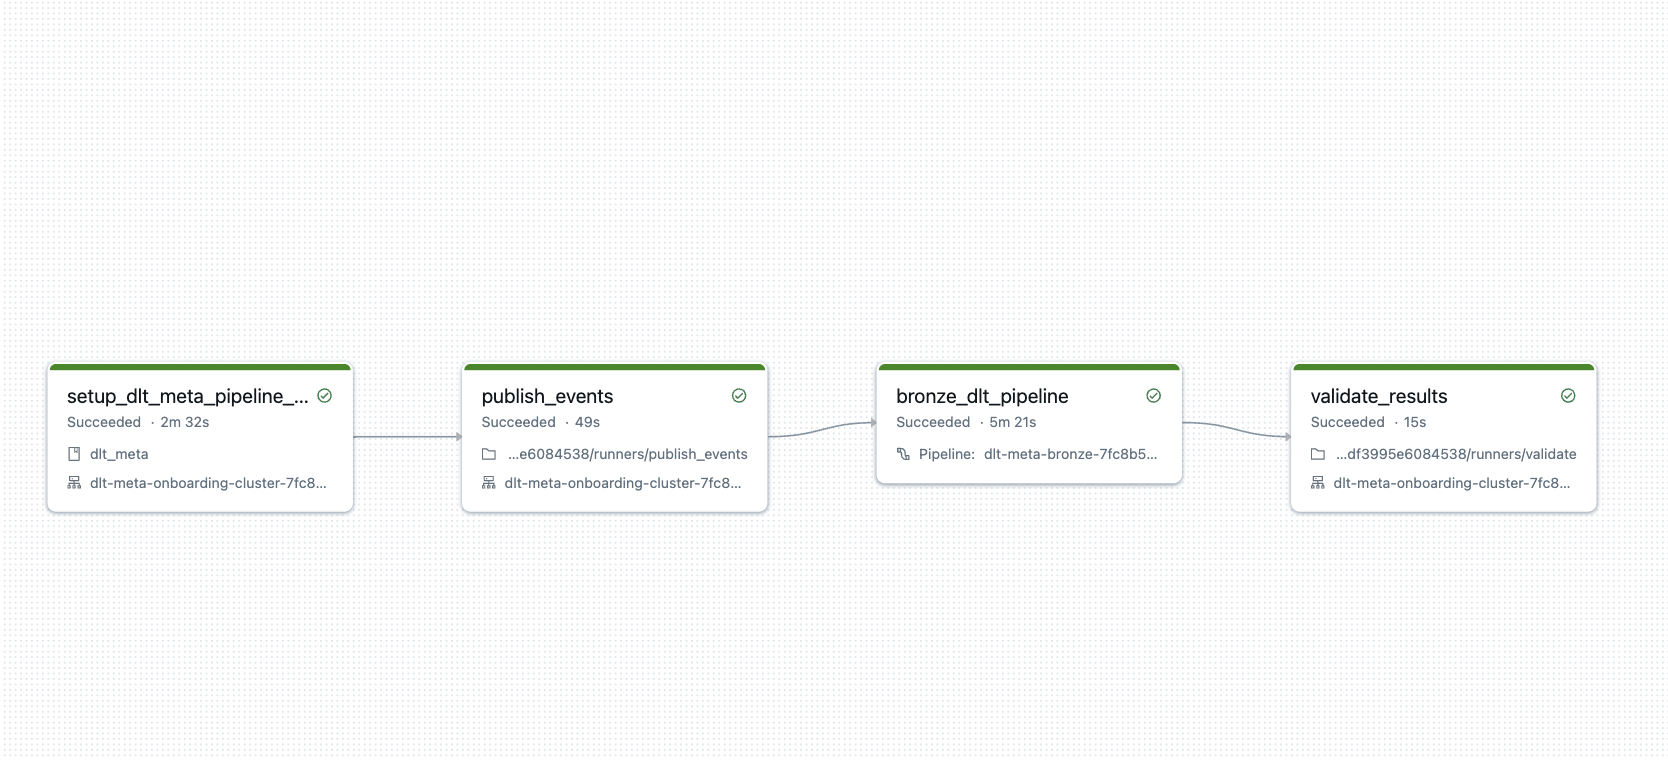 setup_dlt_meta_pipeline_...
Succeeded · 2m 32s
dlt_meta
dlt-meta-onboarding-cluster-7fc8...
publish_events
Succeeded · 49s
...e6084538/runners/publish_events
dlt-meta-onboarding-cluster-7fc8...
bronze_dlt_pipeline
Succeeded · 5m 21s
Pipeline: dlt-meta-bronze-7fc8b5...
validate_results
Succeeded · 15s
...df3995e6084538/runners/validate
dlt-meta-onboarding-cluster-7fc8...